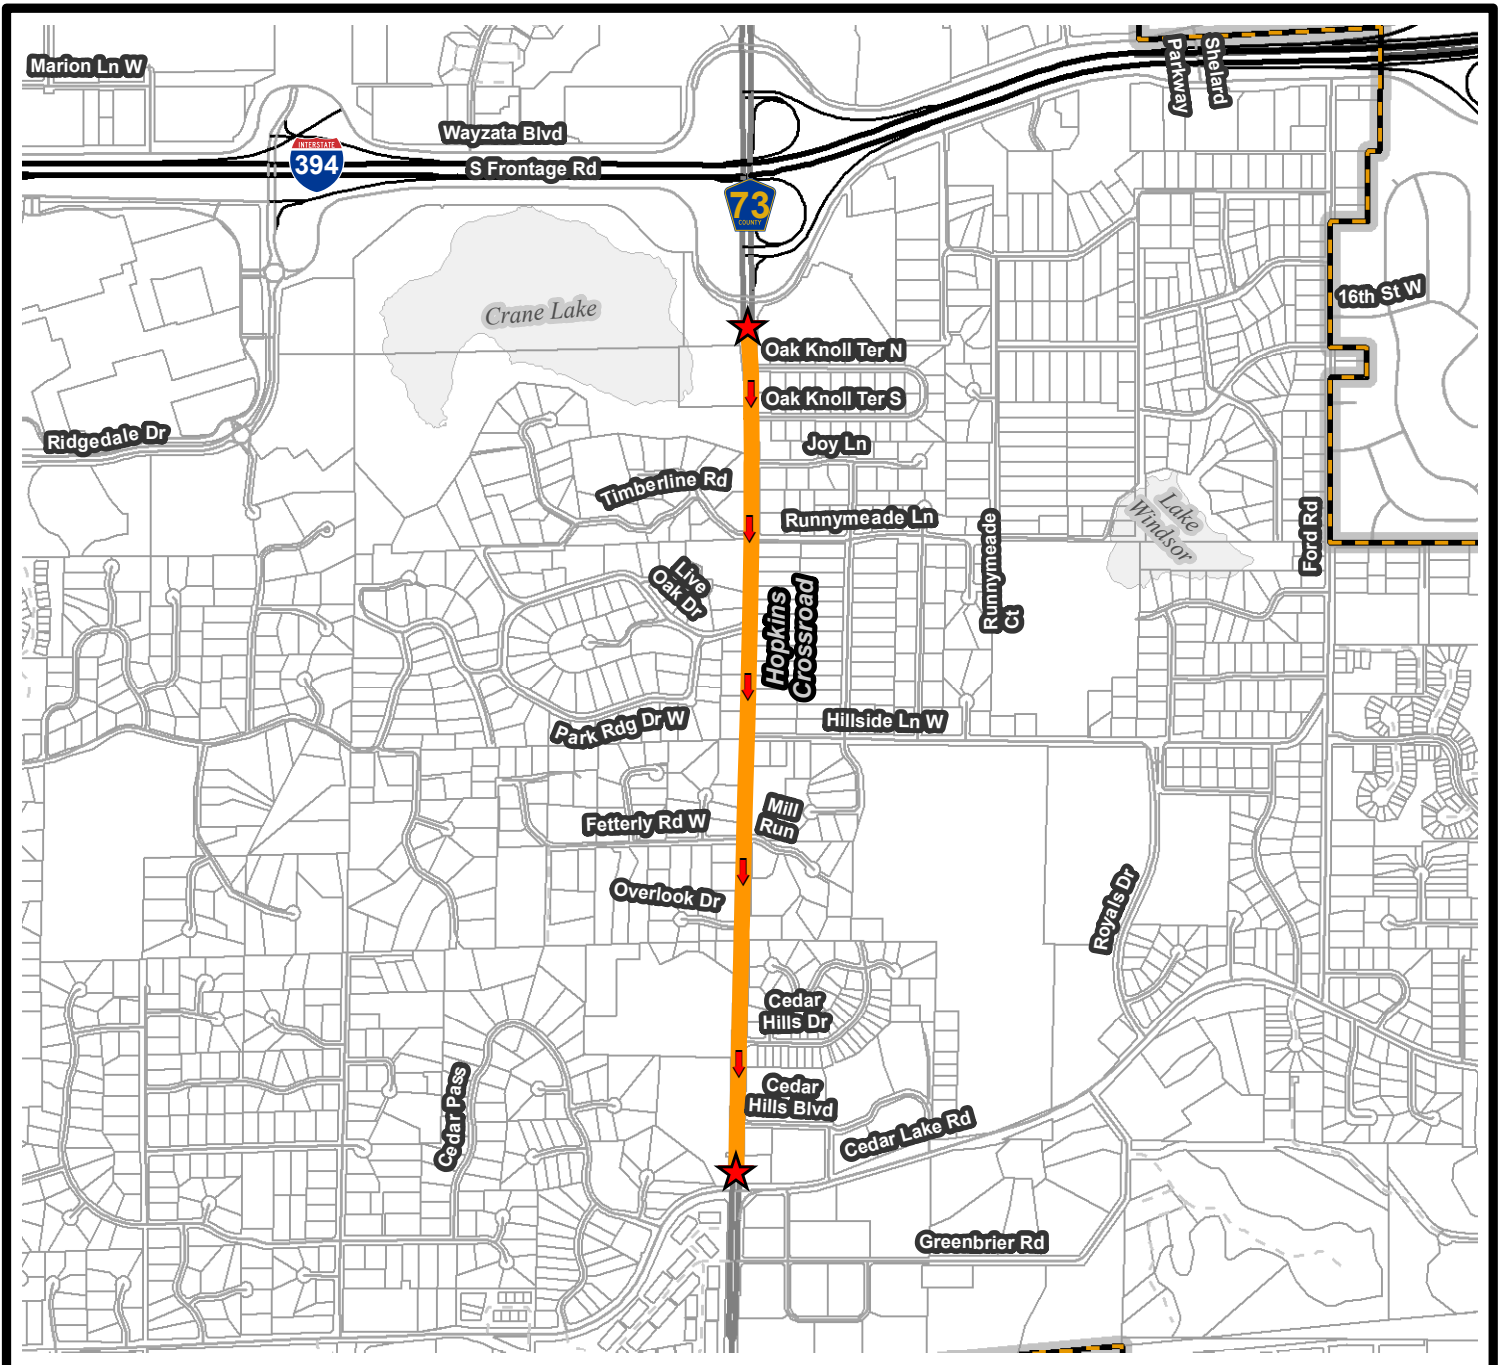 Marion Ln W
Shelard
Parkway
Wayzata Blvd
INTERSTATE
394
S Frontage Rd
73
COUNTY
16th St W
Crane Lake
Oak Knoll Ter N
Oak Knoll Ter S
Ridgedale Dr
Joy Ln
Timberline Rd
Runnymeade Ln
Lake
Windsor
Ford Rd
Runnymeade
Ct
Live
Oak Dr
Hopkins
Crossroad
Park Rdg Dr W
Hillside Ln W
Mill
Run
Fetterly Rd W
Overlook Dr
Royals Dr
Cedar
Hills Dr
Cedar Pass
Cedar
Hills Blvd
Cedar Lake Rd
Greenbrier Rd